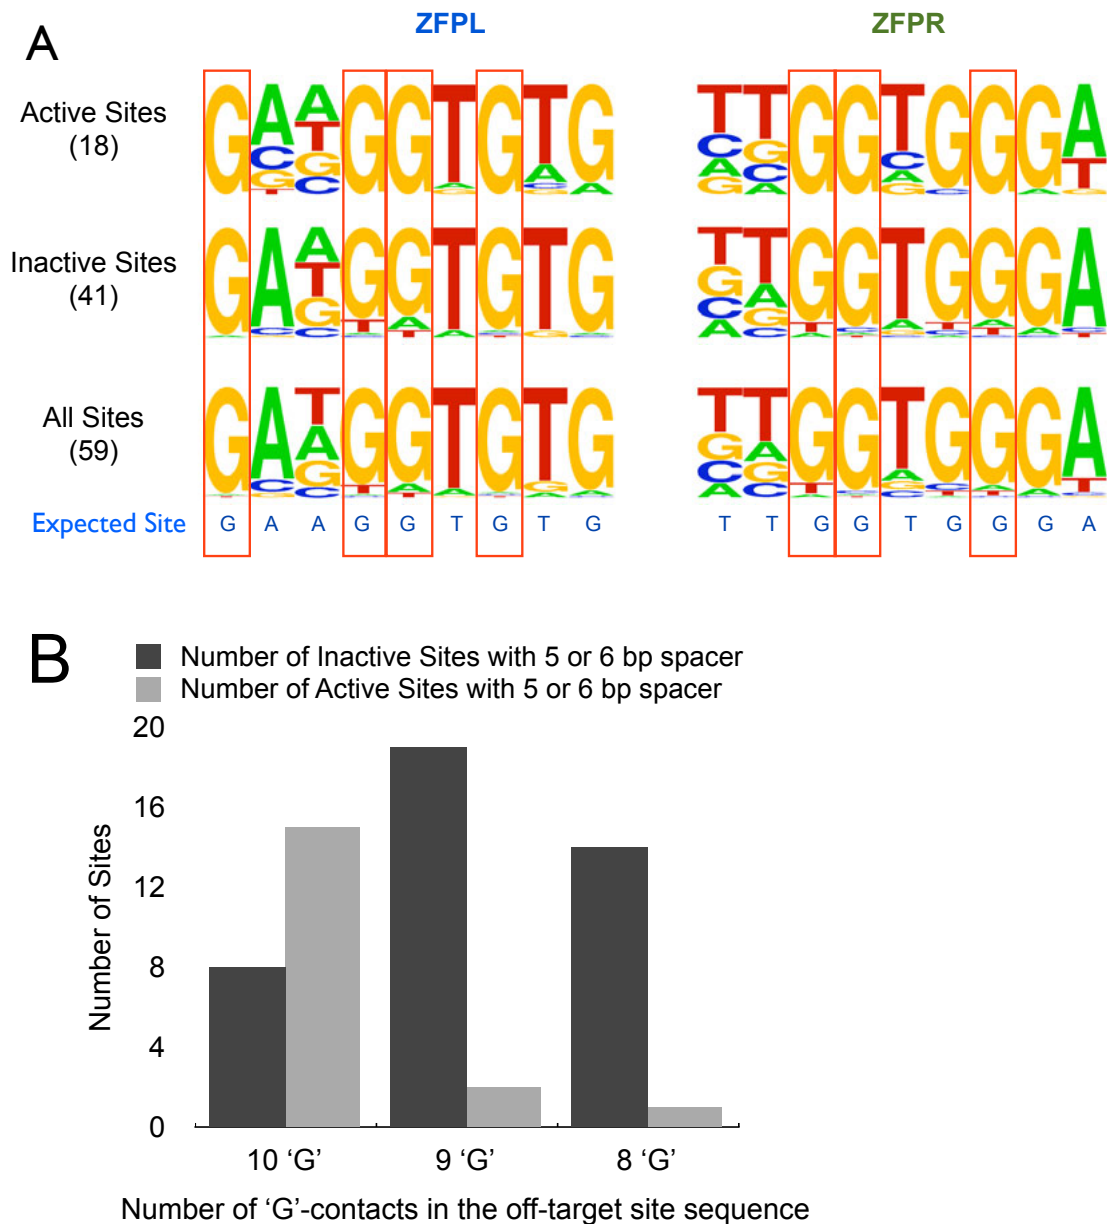 A
ZFPL ZFPR
Active Sites
(18)
Inactive Sites
(41)
All Sites
(59)
Expected Site G A A G G T G T G T T G G T G G G A
B
Number of Inactive Sites with 5 or 6 bp spacer
Number of Active Sites with 5 or 6 bp spacer
20
16
12
8
4
0
Number of Sites
10 ‘G’ 9 ‘G’ 8 ‘G’
Number of ‘G’-contacts in the off-target site sequence